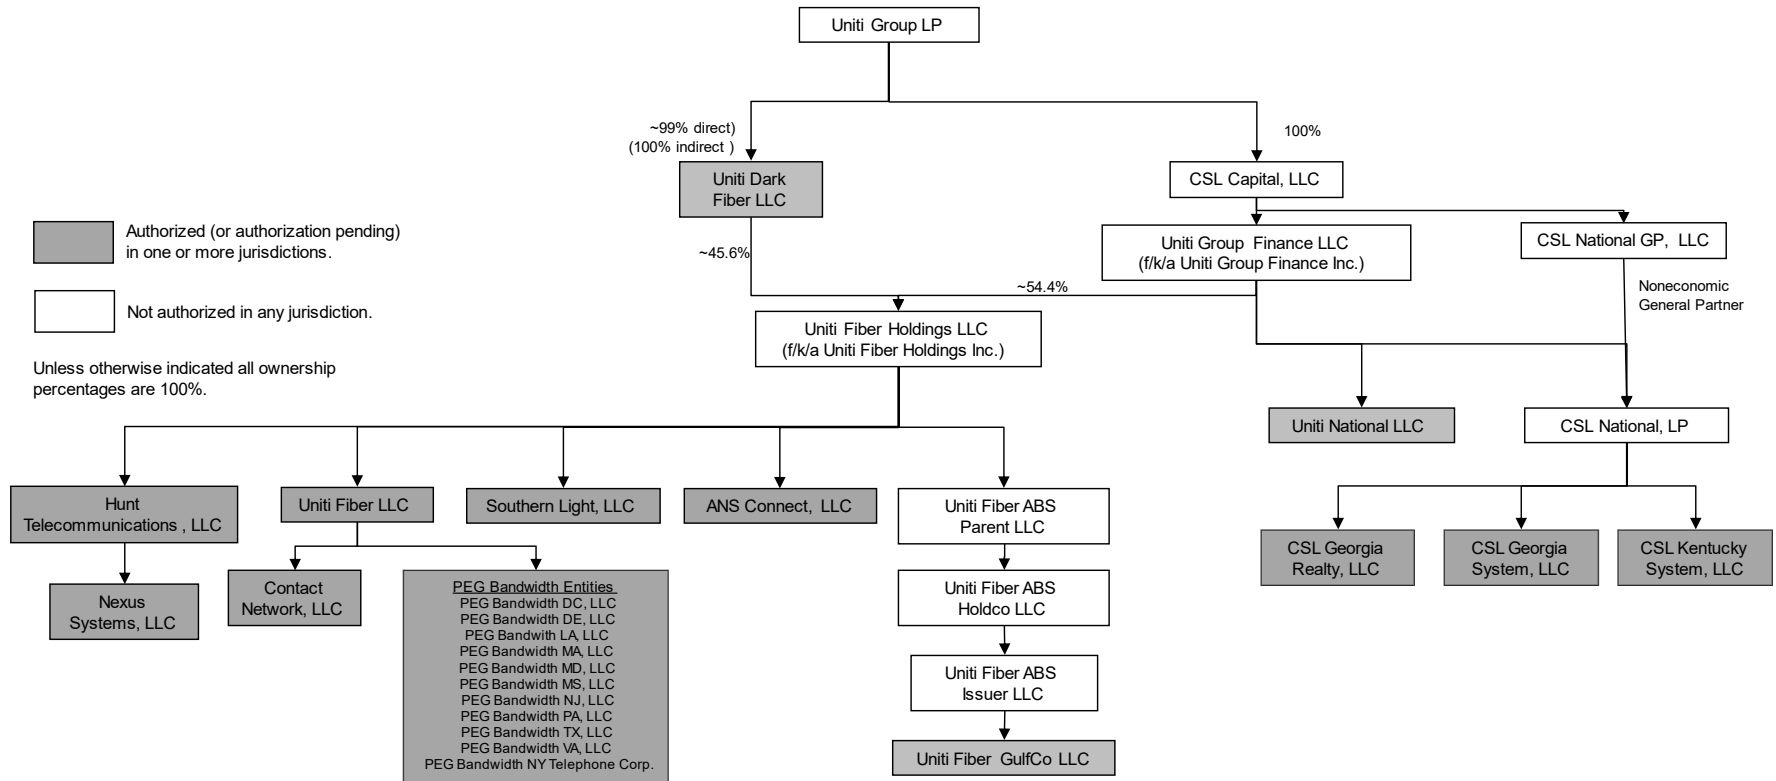 Uniti Group LP
~99% direct)
(100% indirect )
100%
Uniti Dark
Fiber LLC
CSL Capital, LLC
Authorized (or authorization pending)
in one or more jurisdictions.
Not authorized in any jurisdiction.
Unless otherwise indicated all ownership
percentages are 100%.
~45.6%
Uniti Group Finance LLC
(f/k/a Uniti Group Finance Inc.)
CSL National GP, LLC
~54.4%
Noneconomic
General Partner
Uniti Fiber Holdings LLC
(f/k/a Uniti Fiber Holdings Inc.)
Uniti National LLC
CSL National, LP
Hunt
Telecommunications , LLC
Uniti Fiber LLC
Southern Light, LLC
ANS Connect, LLC
Uniti Fiber ABS
Parent LLC
CSL Georgia
Realty, LLC
CSL Georgia
System, LLC
CSL Kentucky
System, LLC
Nexus
Systems, LLC
Contact
Network, LLC
PEG Bandwidth Entities
PEG Bandwidth DC, LLC
PEG Bandwidth DE, LLC
PEG Bandwith LA, LLC
PEG Bandwidth MA, LLC
PEG Bandwidth MD, LLC
PEG Bandwidth MS, LLC
PEG Bandwidth NJ, LLC
PEG Bandwidth PA, LLC
PEG Bandwidth TX, LLC
PEG Bandwidth VA, LLC
PEG Bandwidth NY Telephone Corp.
Uniti Fiber ABS
Holdco LLC
Uniti Fiber ABS
Issuer LLC
Uniti Fiber GulfCo LLC